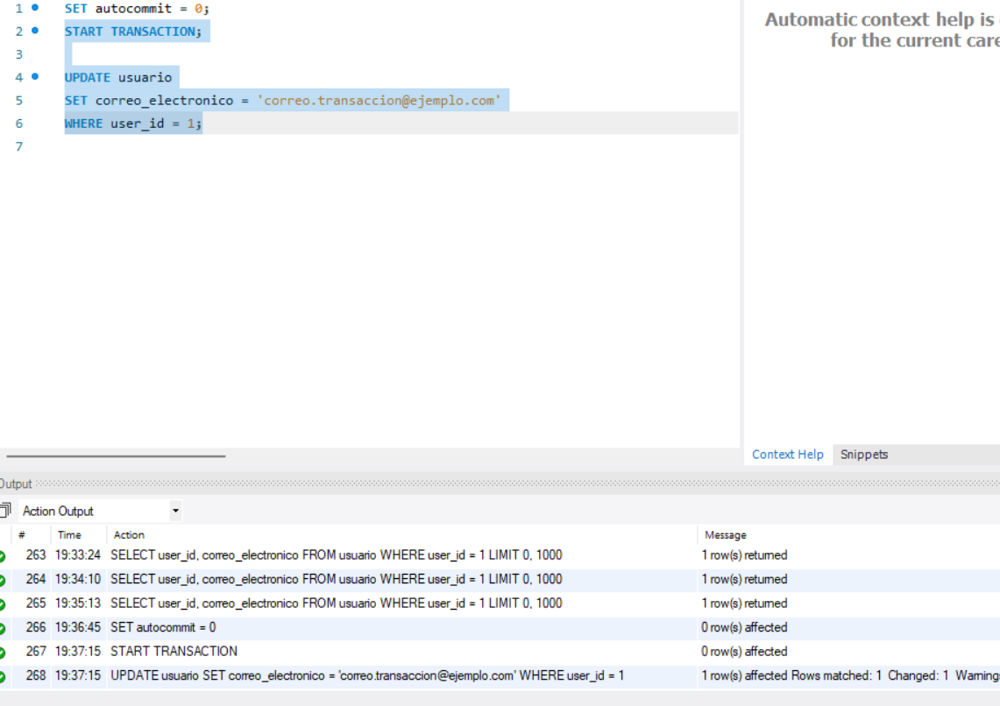 1 SET autocommit = 0;
2 START TRANSACTION;
3
4 UPDATE usuario
5 SET correo_electronico = 'correo.transaccion@ejemplo.com'
6 WHERE user_id = 1;
7
Automatic context help is
for the current
Context Help Snippets
Output
Action Output
# Time Action Message
263 19:33:24 SELECT user_id, correo_electronico FROM usuario WHERE user_id = 1 LIMIT 0, 1000 1 row(s) returned
264 19:34:10 SELECT user_id, correo_electronico FROM usuario WHERE user_id = 1 LIMIT 0, 1000 1 row(s) returned
265 19:35:13 SELECT user_id, correo_electronico FROM usuario WHERE user_id = 1 LIMIT 0, 1000 1 row(s) returned
266 19:36:45 SET autocommit = 0 0 row(s) affected
267 19:37:15 START TRANSACTION 0 row(s) affected
268 19:37:15 UPDATE usuario SET correo_electronico = 'correo.transaccion@ejemplo.com' WHERE user_id = 1 1 row(s) affected Rows matched: 1 Changed: 1